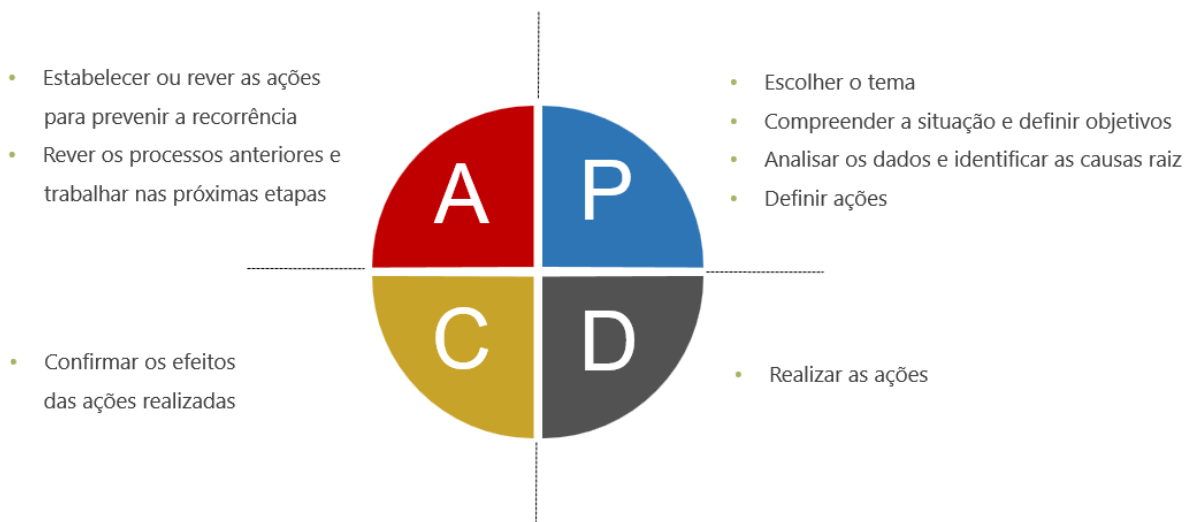 • Estabelecer ou rever as ações
para prevenir a recorrência
• Rever os processos anteriores e
trabalhar nas próximas etapas
• Escolher o tema
• Compreender a situação e definir objetivos
• Analisar os dados e identificar as causas raiz
• Definir ações
A
P
C
D
• Confirmar os efeitos
das ações realizadas
• Realizar as ações